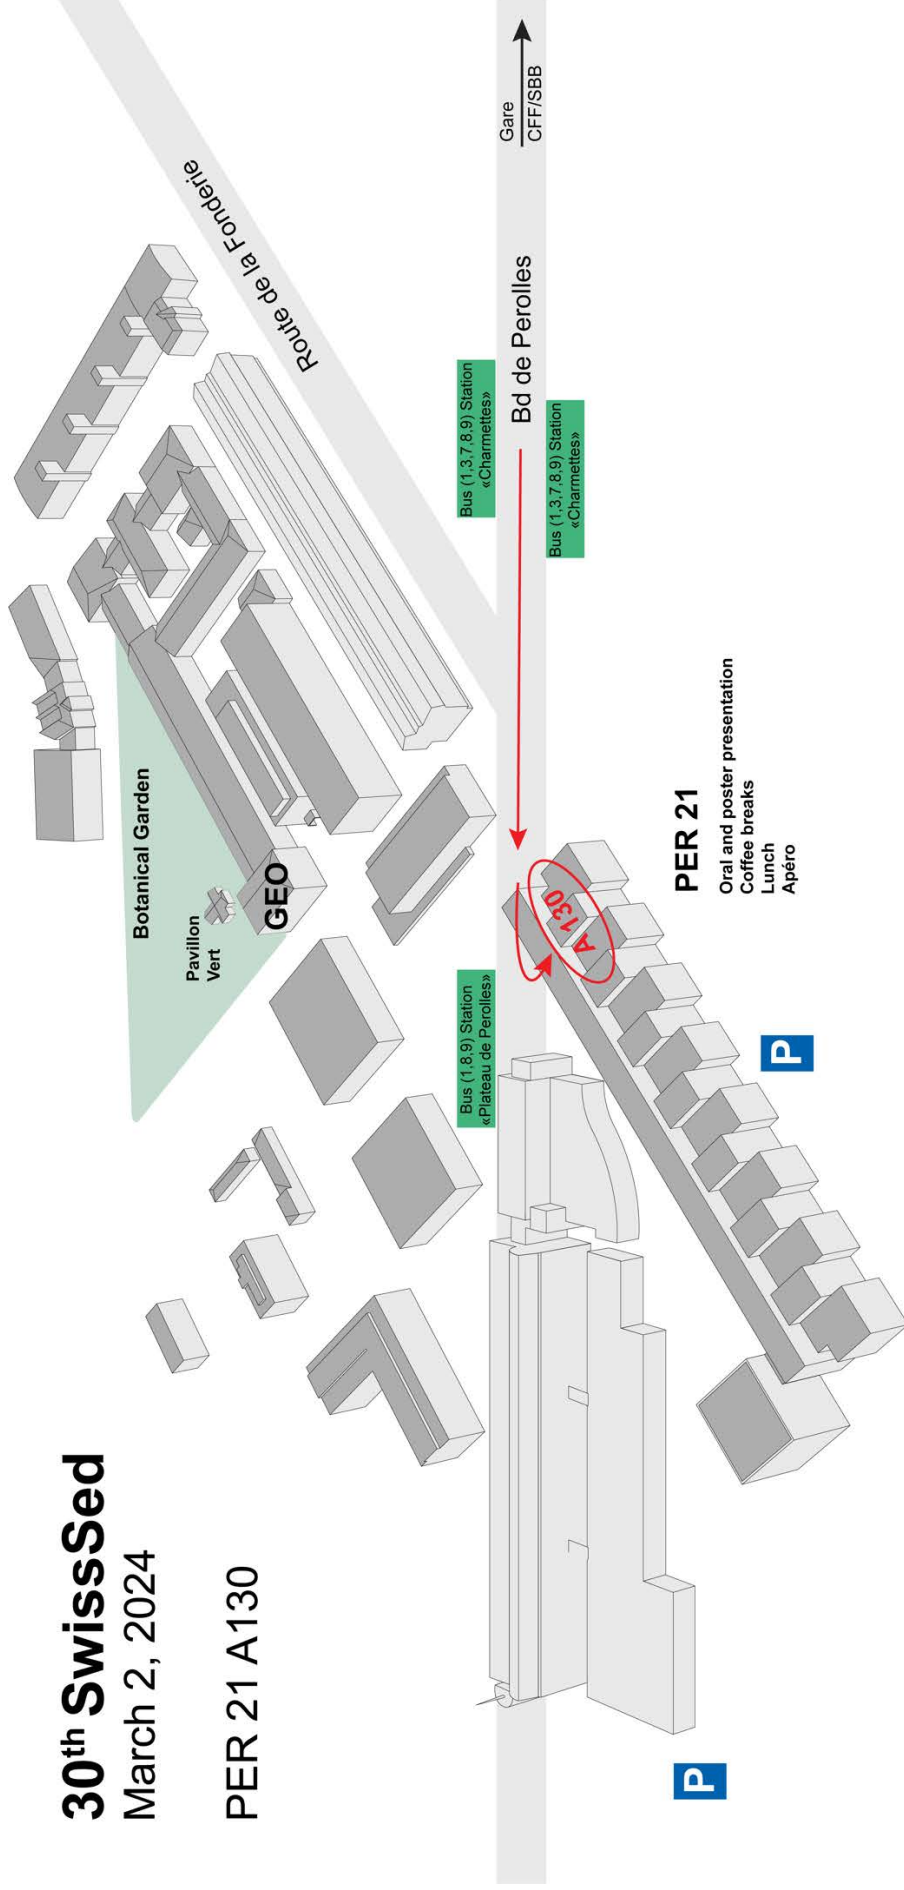 30th SwissSed
March 2, 2024
PER 21 A130
Botanical Garden
Pavillon
Vert
GEO
Route de la Fonderie
Bus (1,8,9) Station
«Plateau de Perolles»
Bus (1,3,7,8,9) Station
«Charmettes»
Bd de Perolles
Gare
CFF/SBB
Bus (1,3,7,8,9) Station
«Charmettes»
A 130
PER 21
Oral and poster presentation
Coffee breaks
Lunch
Apéro
P
P